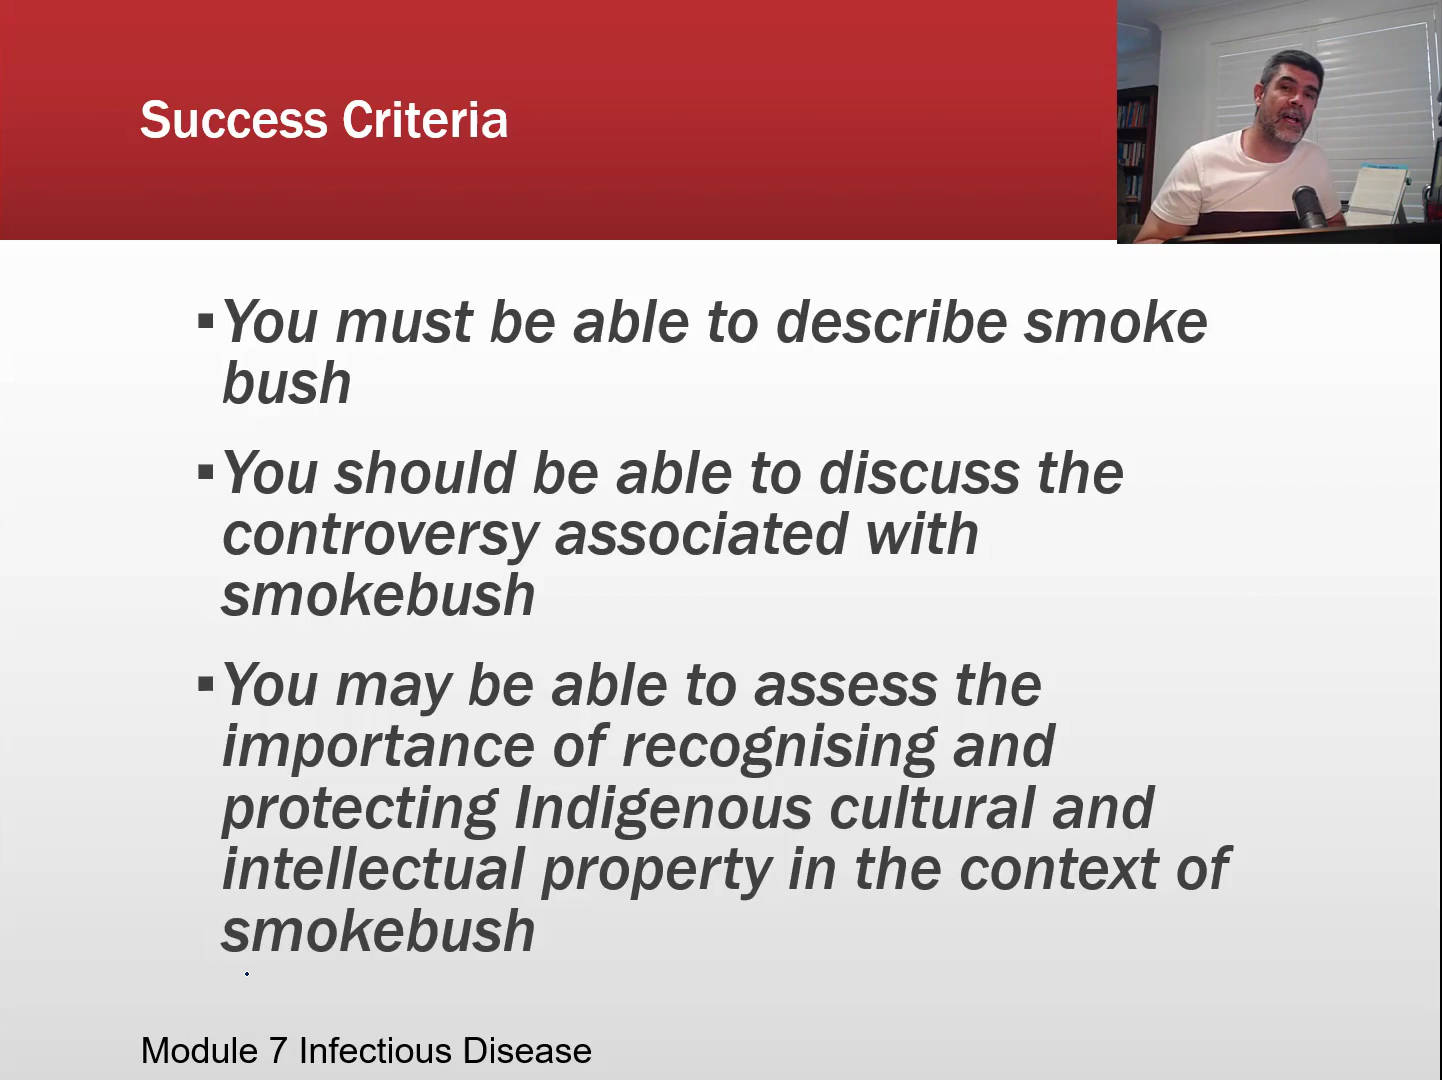 Success Criteria
▪You must be able to describe smoke
bush
▪You should be able to discuss the
controversy associated with
smokebush
▪You may be able to assess the
importance of recognising and
protecting Indigenous cultural and
intellectual property in the context of
smokebush
Module 7 Infectious Disease